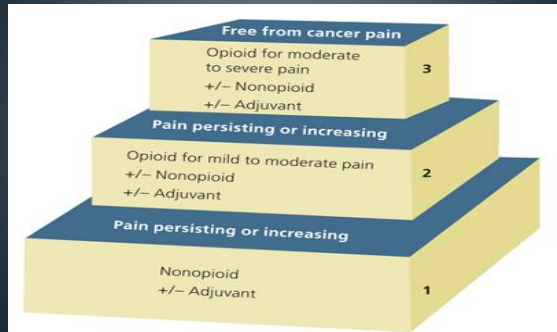 Free from cancer pain
Opioid for moderate
to severe pain
+/– Nonopioid
+/– Adjuvant
3
Pain persisting or increasing
Opioid for mild to moderate pain
+/– Nonopioid
+/– Adjuvant
2
Pain persisting or increasing
Nonopioid
+/– Adjuvant
1